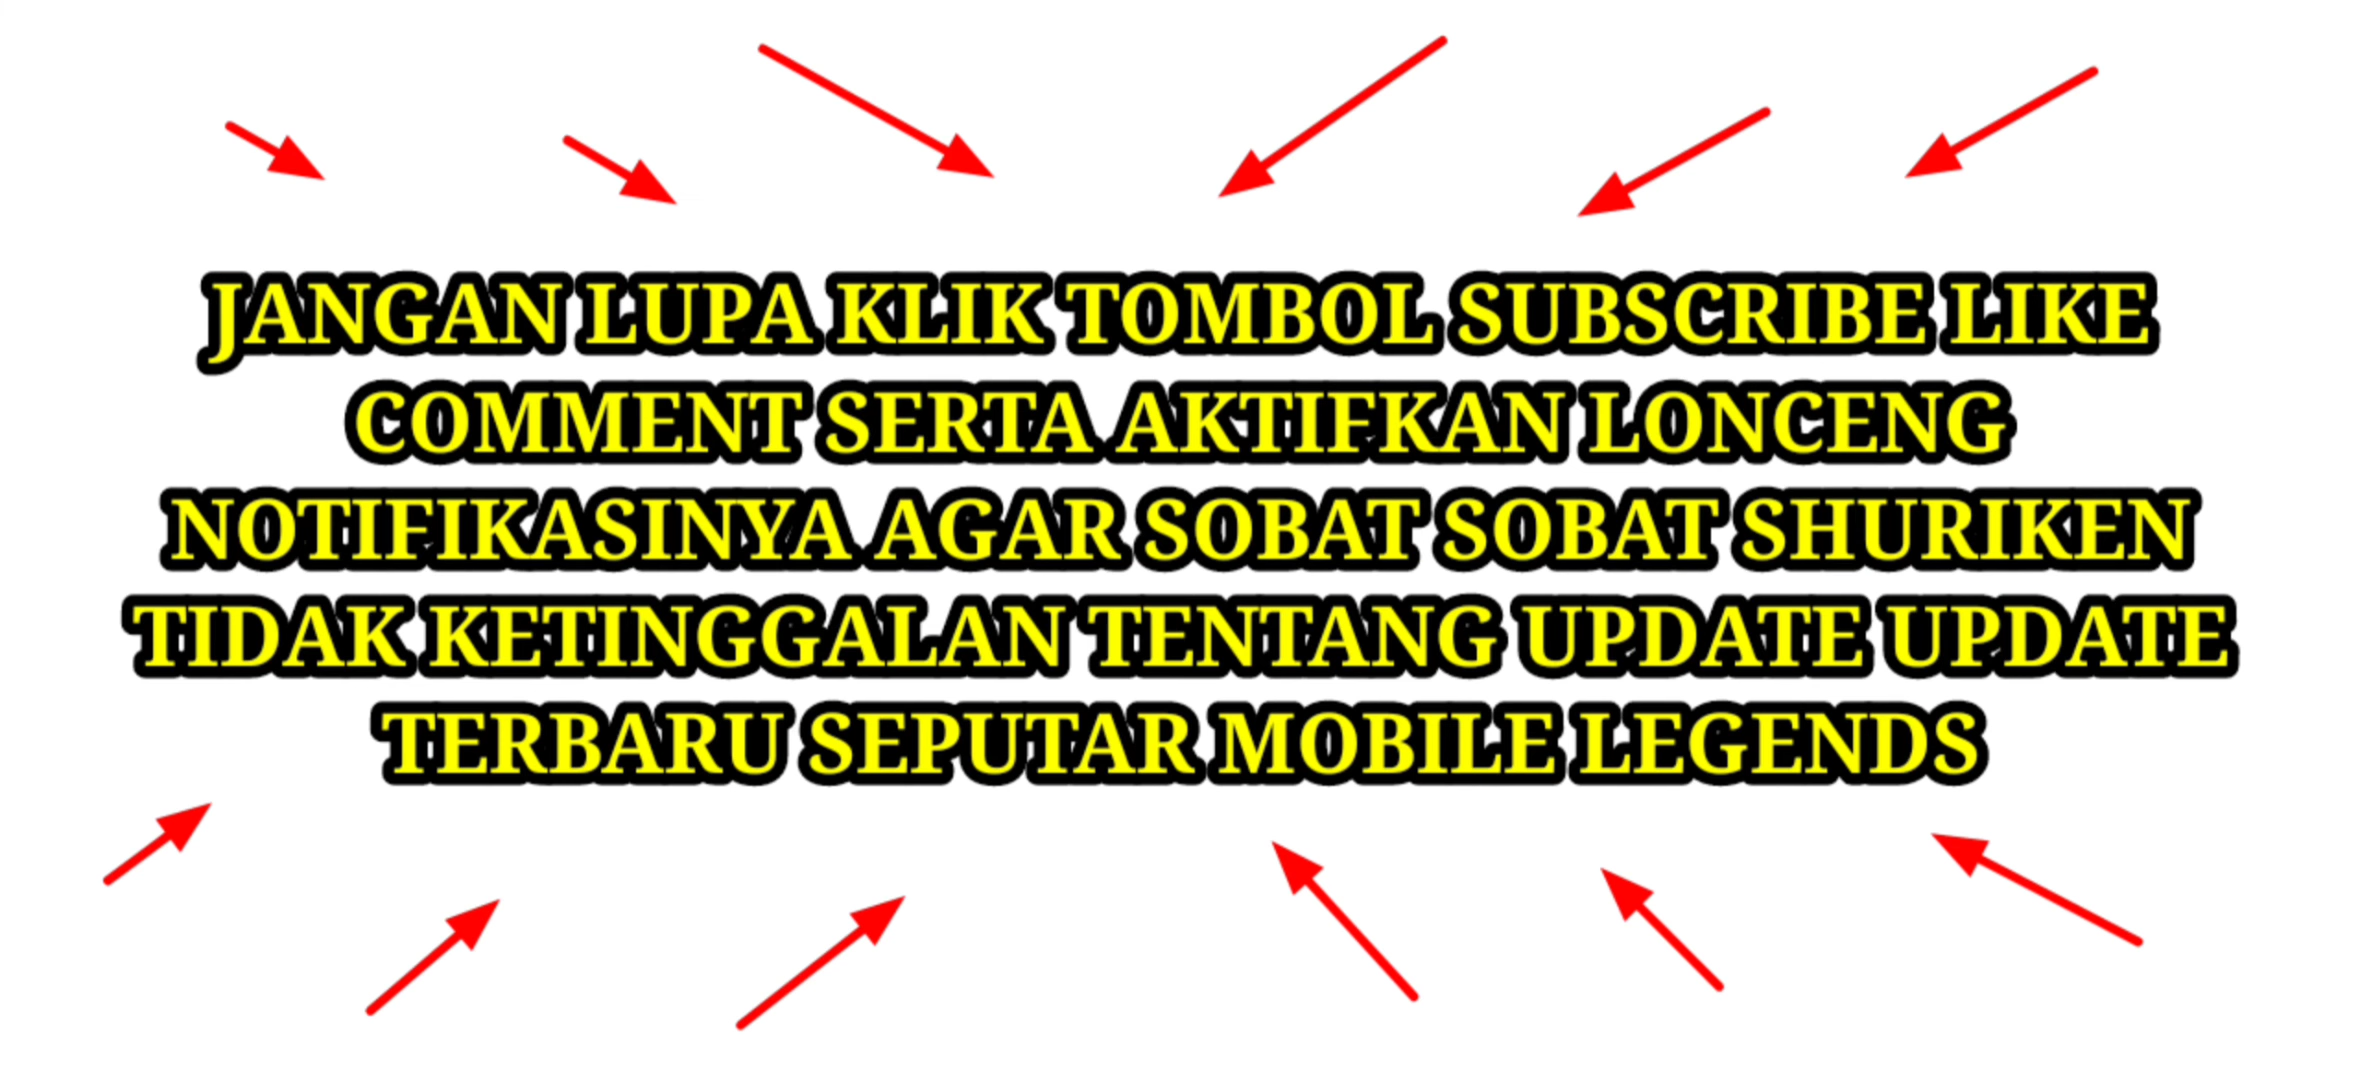 JANGAN LUPA KLIK TOMBOL SUBSCRIBE LIKE
COMMENT SERTA AKTIFKAN LONCENG
NOTIFIKASINYA AGAR SOBAT SOBAT SHURIKEN
TIDAK KETINGGALAN TENTANG UPDATE UPDATE
TERBARU SEPUTAR MOBILE LEGENDS